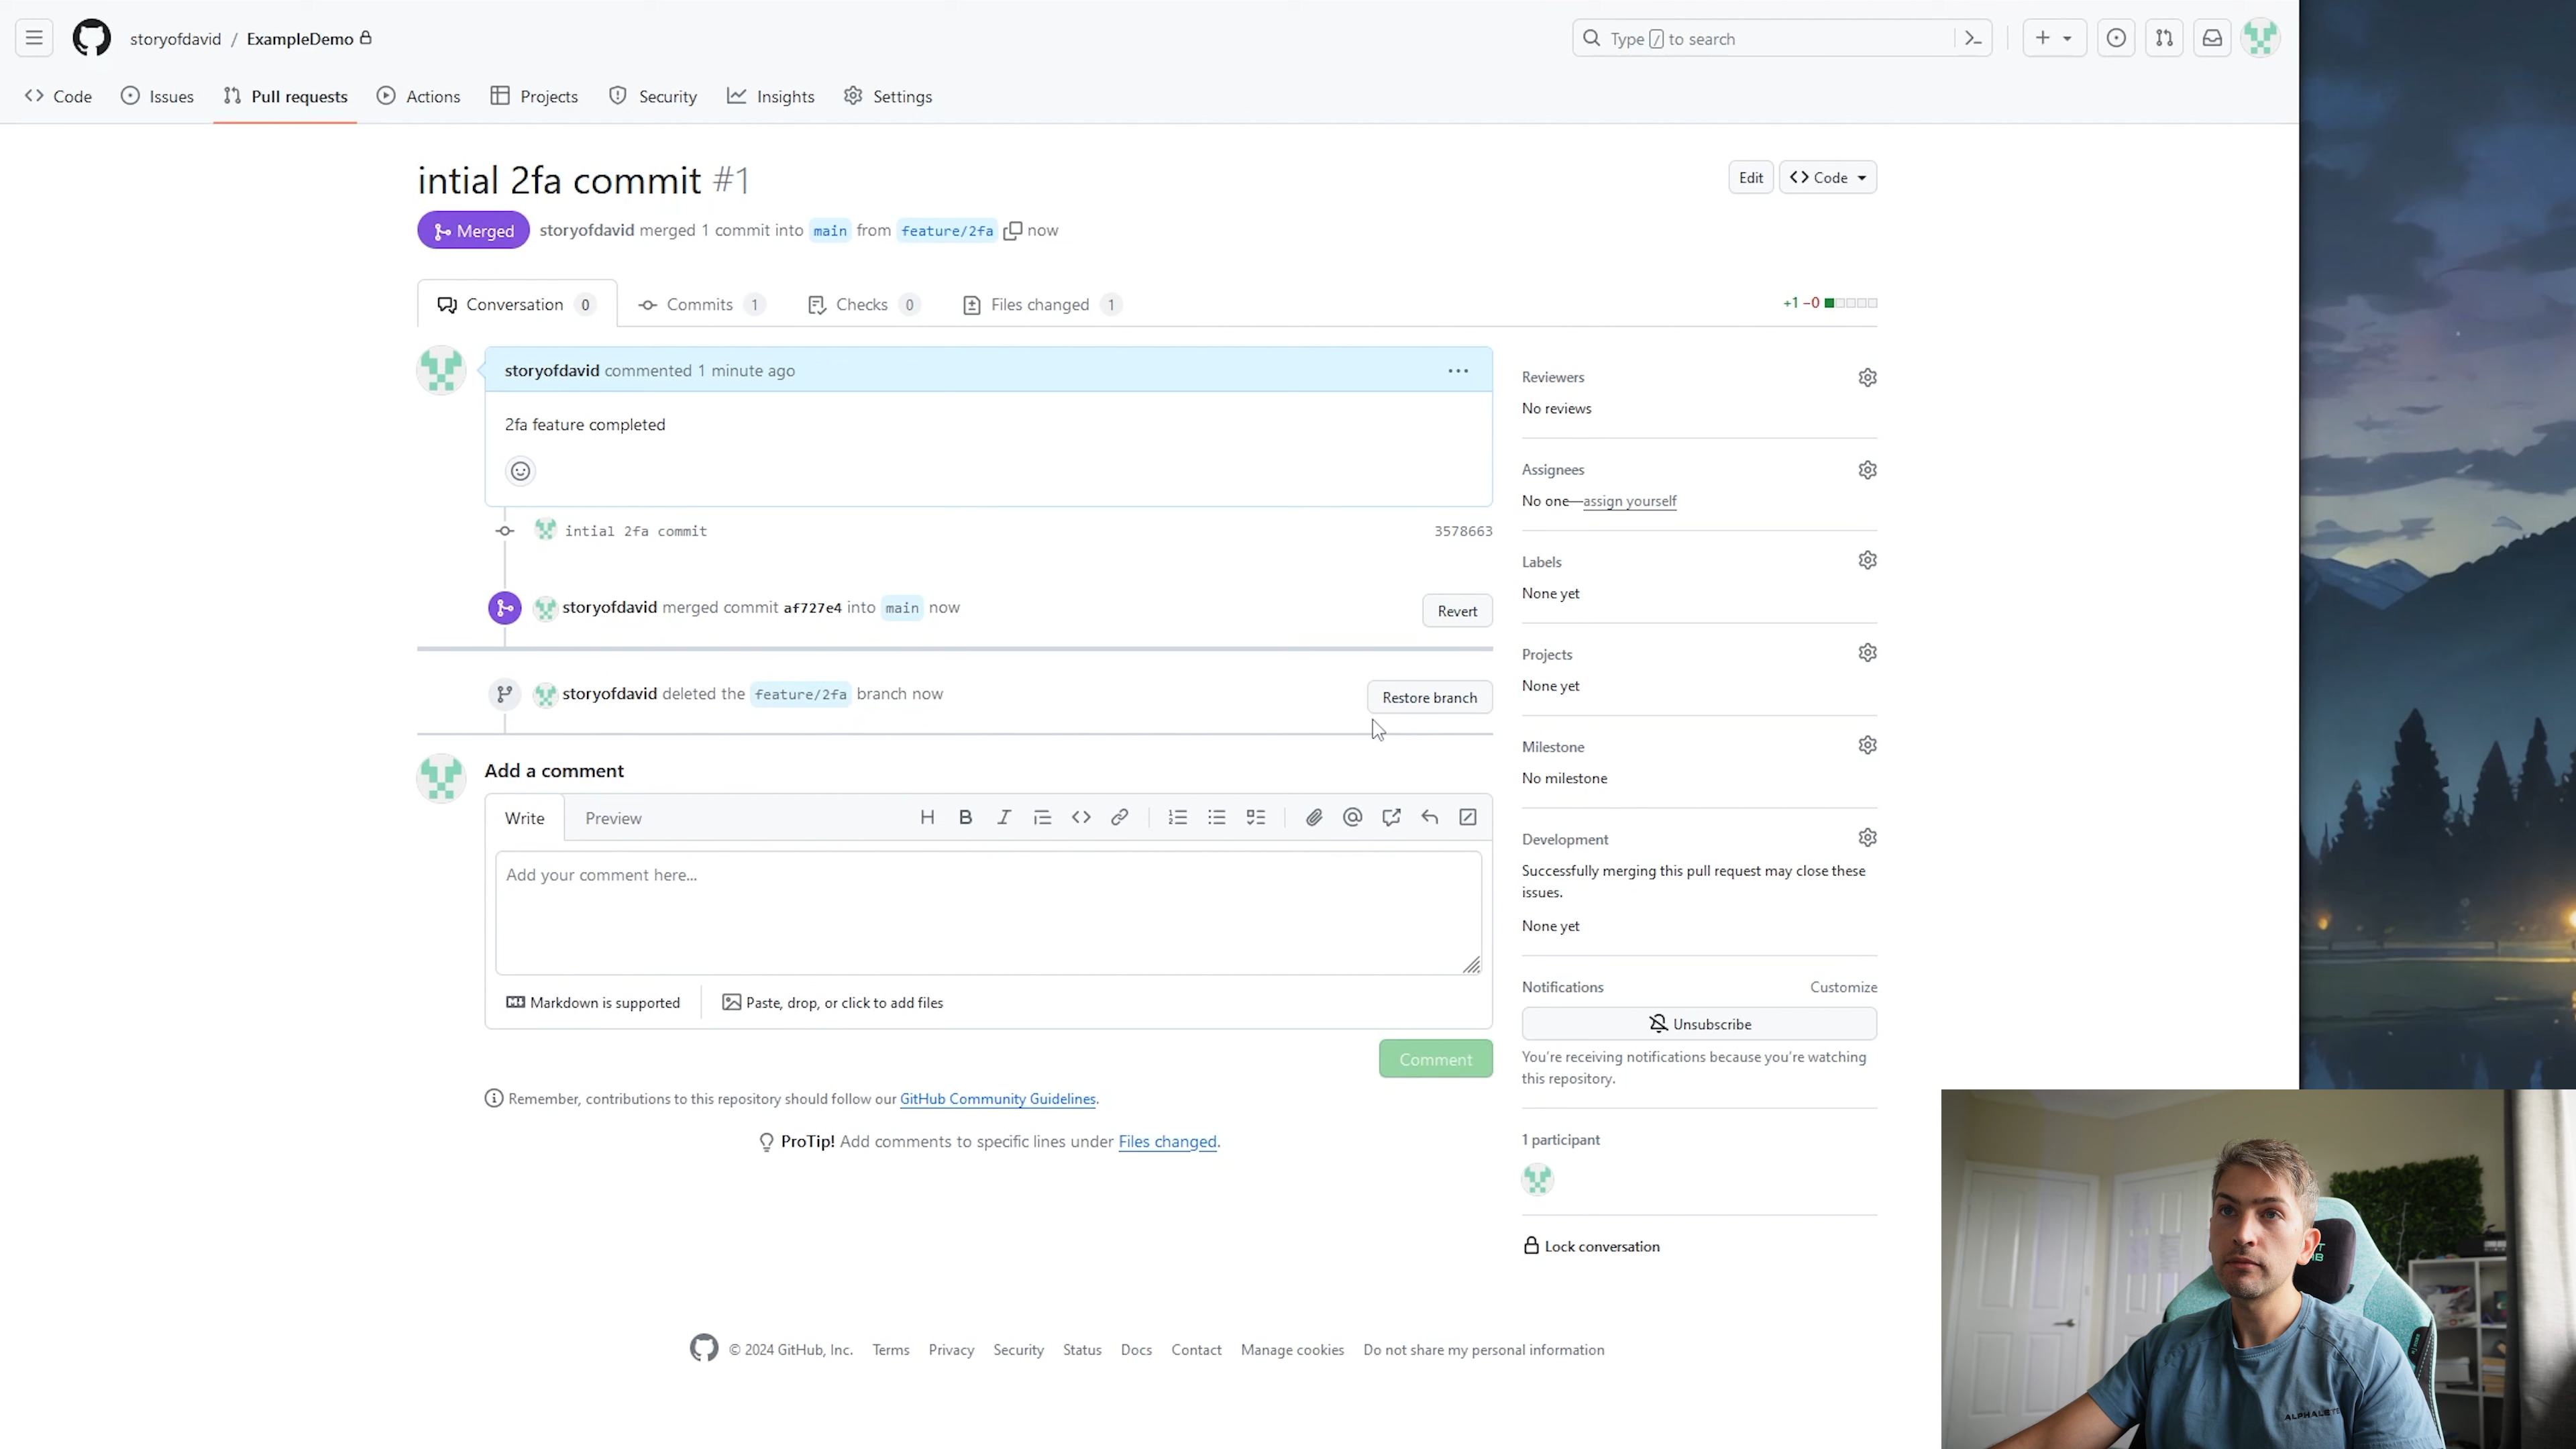 storyofdavid / ExampleDemo
Type / to search
Code
Issues
Pull requests
Actions
Projects
Security
Insights
Settings
intial 2fa commit #1
Edit
Code
Merged
storyofdavid merged 1 commit into main from feature/2fa now
Conversation 0
Commits 1
Checks 0
Files changed 1
+1 −0
storyofdavid commented 1 minute ago
2fa feature completed
intial 2fa commit
3578663
storyofdavid merged commit af727e4 into main now
Revert
storyofdavid deleted the feature/2fa branch now
Restore branch
Add a comment
Write
Preview
Add your comment here...
Markdown is supported
Paste, drop, or click to add files
Comment
Remember, contributions to this repository should follow our GitHub Community Guidelines.
ProTip! Add comments to specific lines under Files changed.
Reviewers
No reviews
Assignees
No one—assign yourself
Labels
None yet
Projects
None yet
Milestone
No milestone
Development
Successfully merging this pull request may close these
issues.
None yet
Notifications
Customize
Unsubscribe
You're receiving notifications because you're watching
this repository.
1 participant
Lock conversation
© 2024 GitHub, Inc.
Terms
Privacy
Security
Status
Docs
Contact
Manage cookies
Do not share my personal information